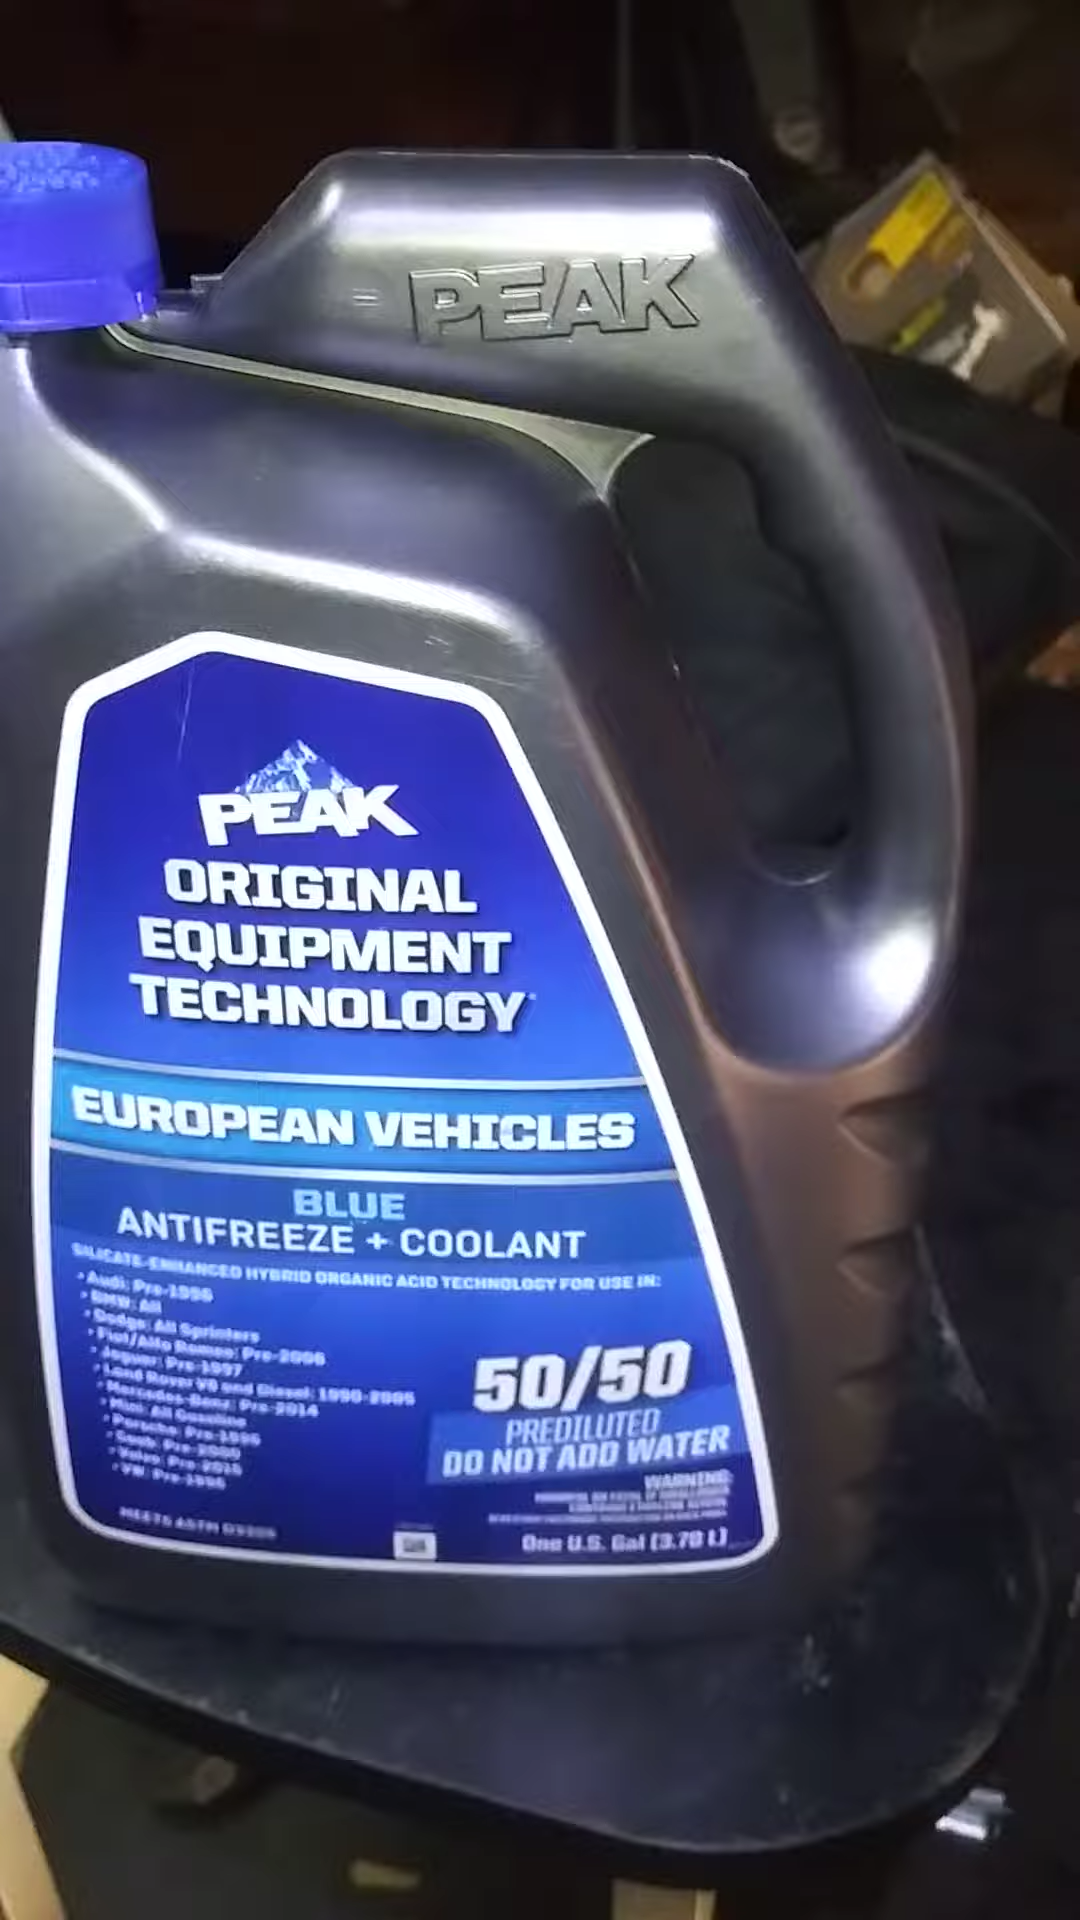 PEAK
PEAK
ORIGINAL
EQUIPMENT
TECHNOLOGY
EUROPEAN VEHICLES
BLUE
ANTIFREEZE + COOLANT
SILICATE-ENHANCED HYBRID ORGANIC ACID TECHNOLOGY FOR USE IN:
• Audi: Pre-1996
• BMW: All
• Dodge: All Sprinters
• Fiat/Alfa Romeo: Pre-2006
• Jaguar: Pre-1997
• Land Rover V8 and Diesel: 1990-2005
• Mercedes-Benz: Pre-2014
• Mini: All Gasoline
• Porsche: Pre-1996
• Saab: Pre-2000
• Volvo: Pre-2015
• VW: Pre-1996
50/50
PREDILUTED
DO NOT ADD WATER
WARNING:
MEETS ASTM
One U.S. Gal (3.78 L)